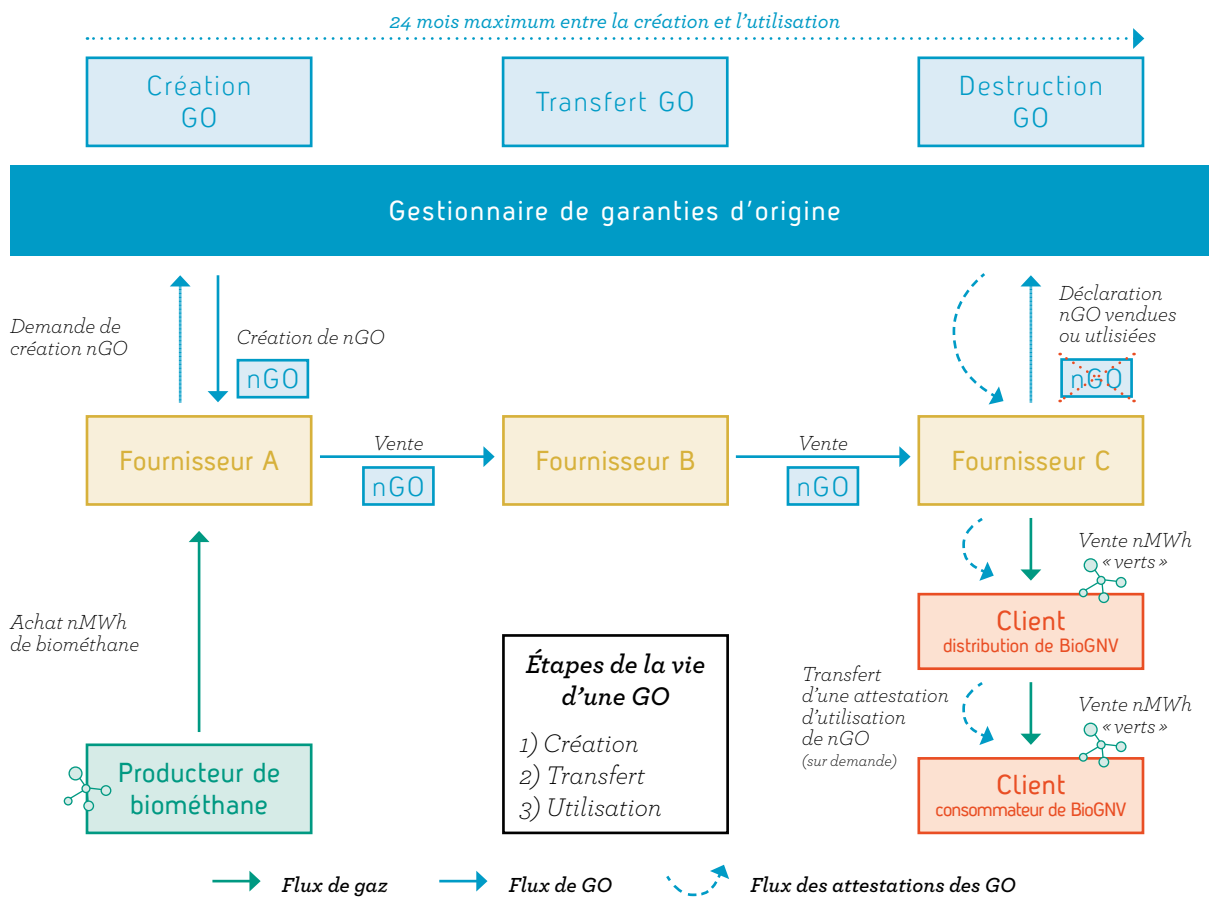 24 mois maximum entre la création et l'utilisation
Création
GO
Transfert GO
Destruction
GO
Gestionnaire de garanties d'origine
Demande de
création nGO
Création de nGO
nGO
Déclaration
nGO vendues
ou utlisiées
nGO
Fournisseur A
Vente
nGO
Fournisseur B
Vente
nGO
Fournisseur C
Achat nMWh
de biométhane
Vente nMWh
« verts »
Client
distribution de BioGNV
Étapes de la vie
d'une GO
1) Création
2) Transfert
3) Utilisation
Transfert
d'une attestation
d'utilisation
de nGO
(sur demande)
Vente nMWh
« verts »
Producteur de
biométhane
Client
consommateur de BioGNV
Flux de gaz
Flux de GO
Flux des attestations des GO